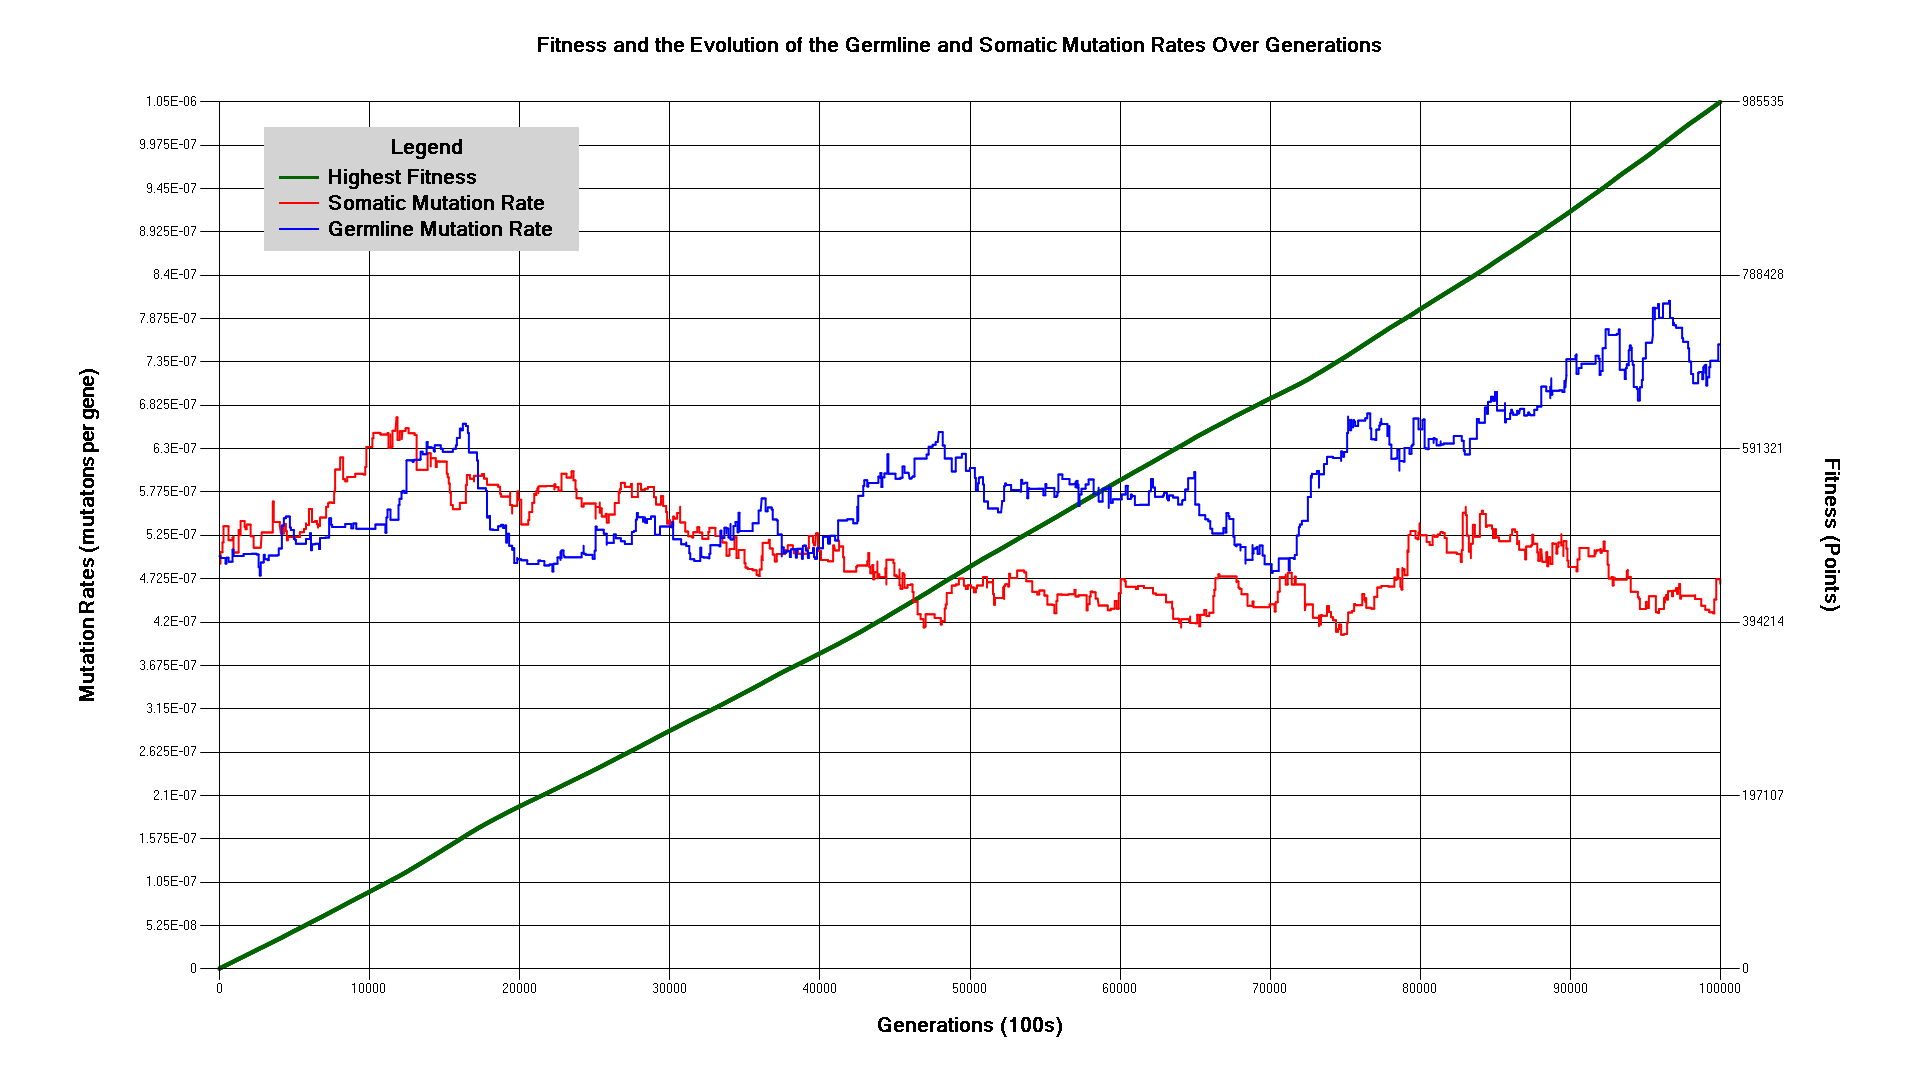 Fitness and the Evolution of the Germline and Somatic Mutation Rates Over Generations
Legend
Highest Fitness
Somatic Mutation Rate
Germline Mutation Rate
Mutation Rates (mutatons per gene)
1.05E-06
9.975E-07
9.45E-07
8.925E-07
8.4E-07
7.875E-07
7.35E-07
6.825E-07
6.3E-07
5.775E-07
5.25E-07
4.725E-07
4.2E-07
3.675E-07
3.15E-07
2.625E-07
2.1E-07
1.575E-07
1.05E-07
5.25E-08
0
985535
788428
591321
394214
197107
0
Fitness (Points)
0 10000 20000 30000 40000 50000 60000 70000 80000 90000 100000
Generations (100s)